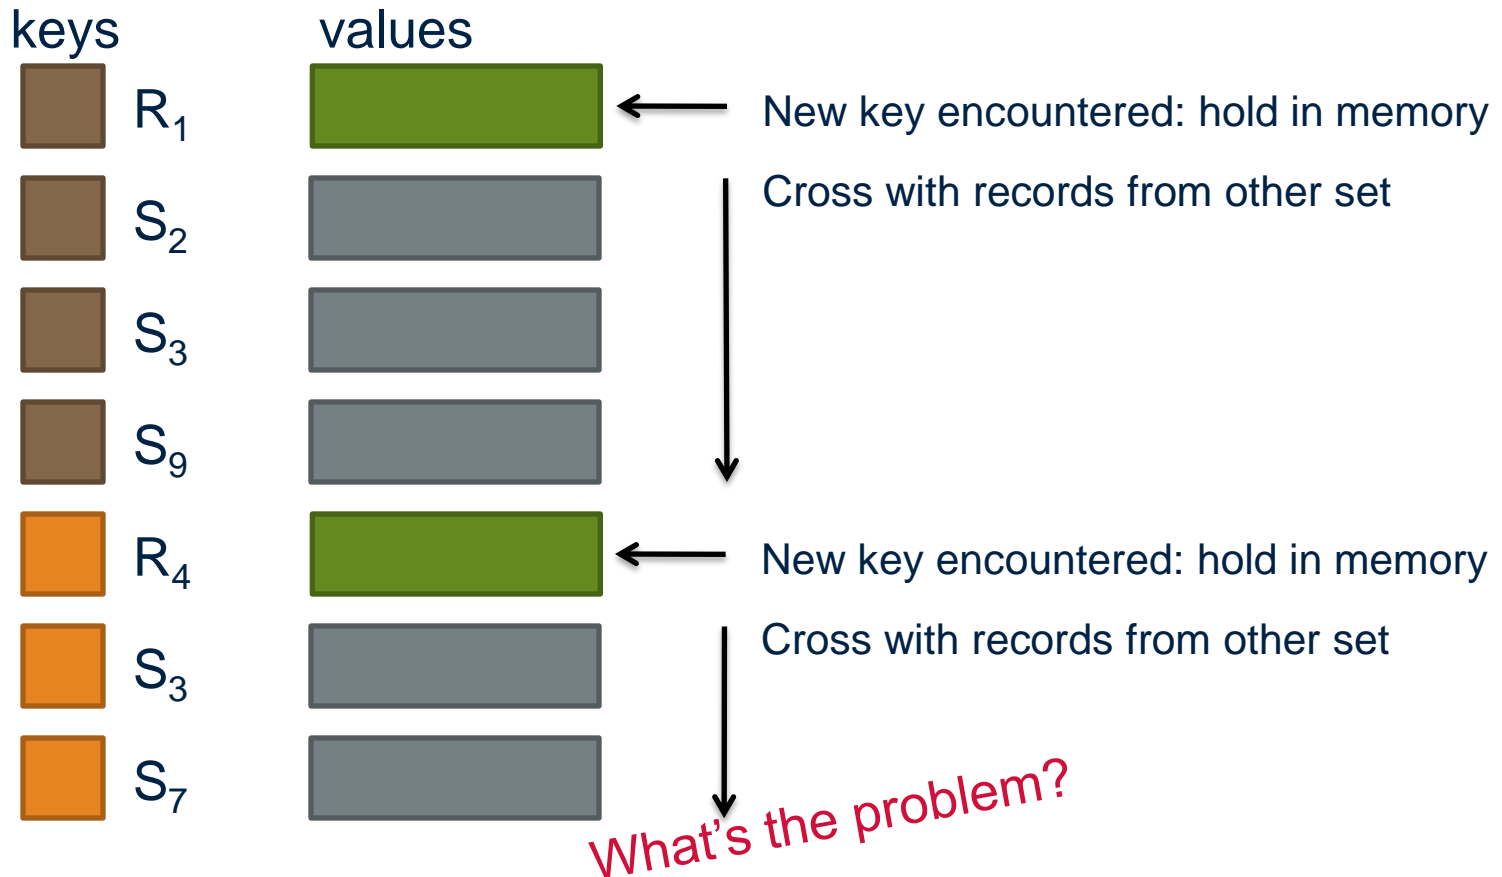 keys values
R₁ New key encountered: hold in memory
S₂ Cross with records from other set
S₃
S₉
R₄ New key encountered: hold in memory
S₃ Cross with records from other set
S₇
What's the problem?